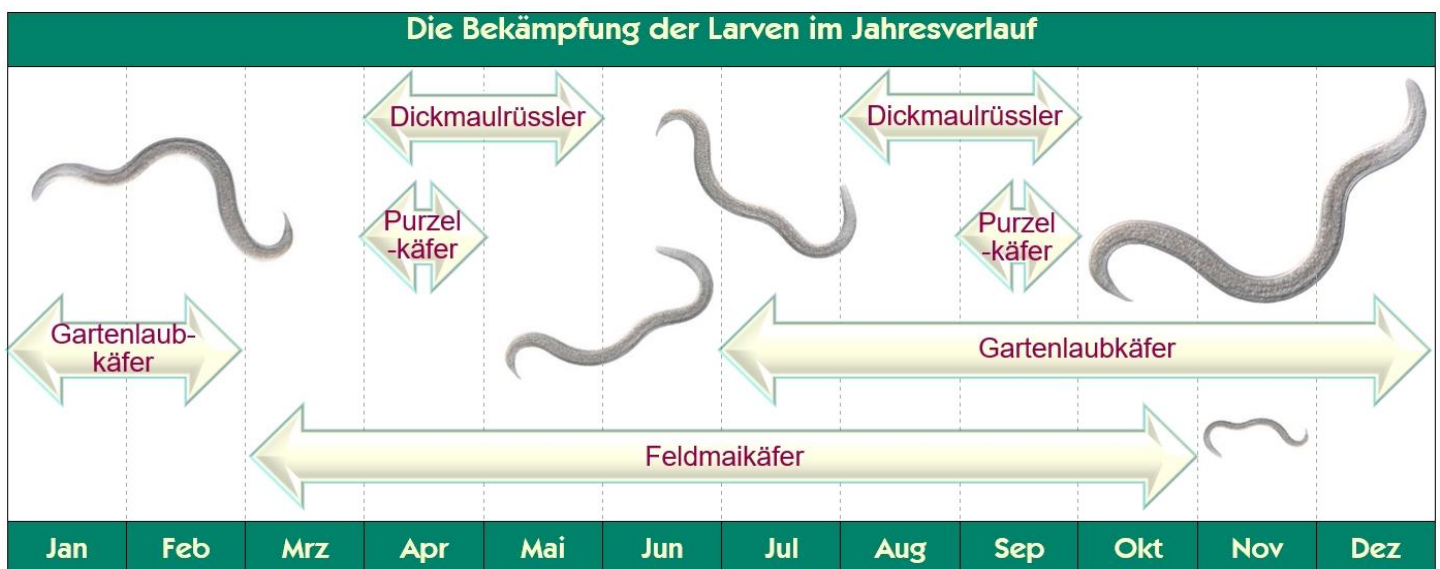 Die Bekämpfung der Larven im Jahresverlauf
Dickmaulrüssler
Dickmaulrüssler
Purzel
-käfer
Purzel
-käfer
Gartenlaub-
käfer
Gartenlaubkäfer
Feldmaikäfer
Jan Feb Mrz Apr Mai Jun Jul Aug Sep Okt Nov Dez